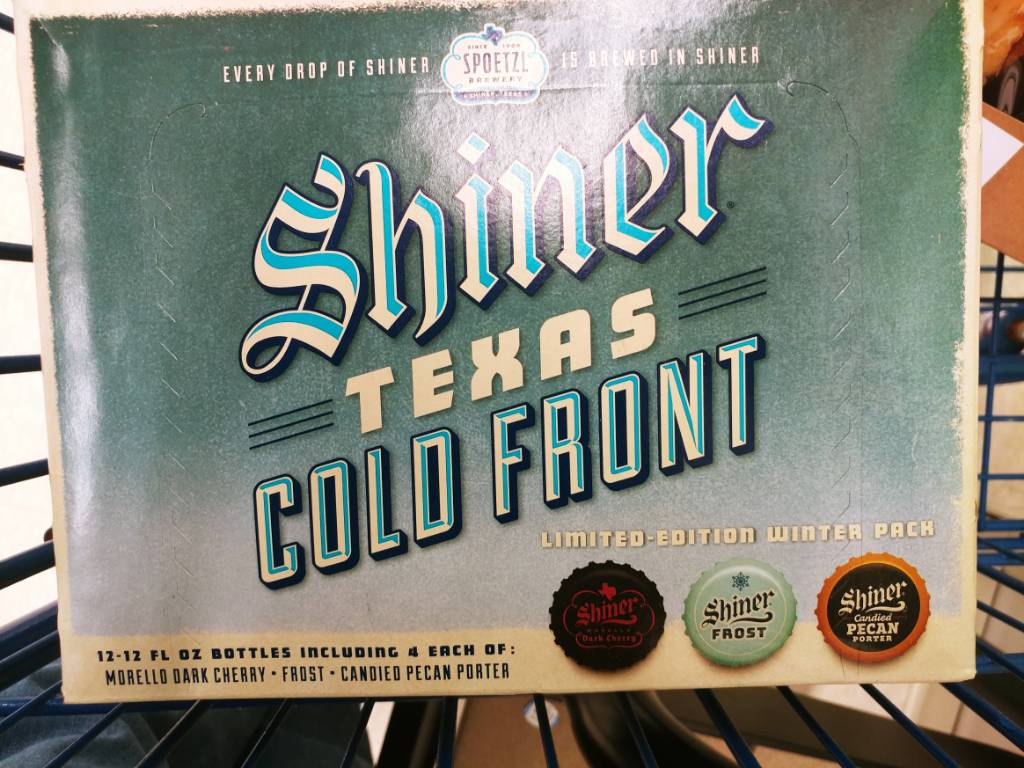 EVERY DROP OF SHINER
SINCE 1909
SPOETZL
BREWERY
SHINER, TEXAS
IS BREWED IN SHINER
Shiner®
TEXAS
COLD FRONT
LIMITED-EDITION WINTER PACK
Shiner
MORELLO
Dark Cherry
Shiner
FROST
Shiner
Candied
PECAN
PORTER
12-12 FL OZ BOTTLES INCLUDING 4 EACH OF:
MORELLO DARK CHERRY • FROST • CANDIED PECAN PORTER